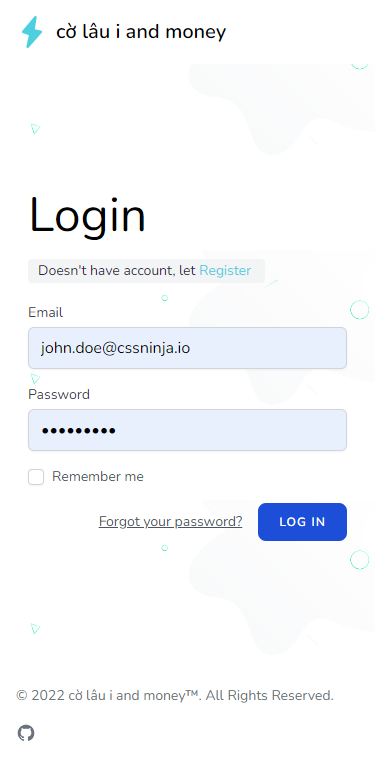 cờ lâu i and money
Login
Doesn't have account, let Register
Email
john.doe@cssninja.io
Password
•••••••••
Remember me
Forgot your password?
LOG IN
© 2022 cờ lâu i and money™. All Rights Reserved.